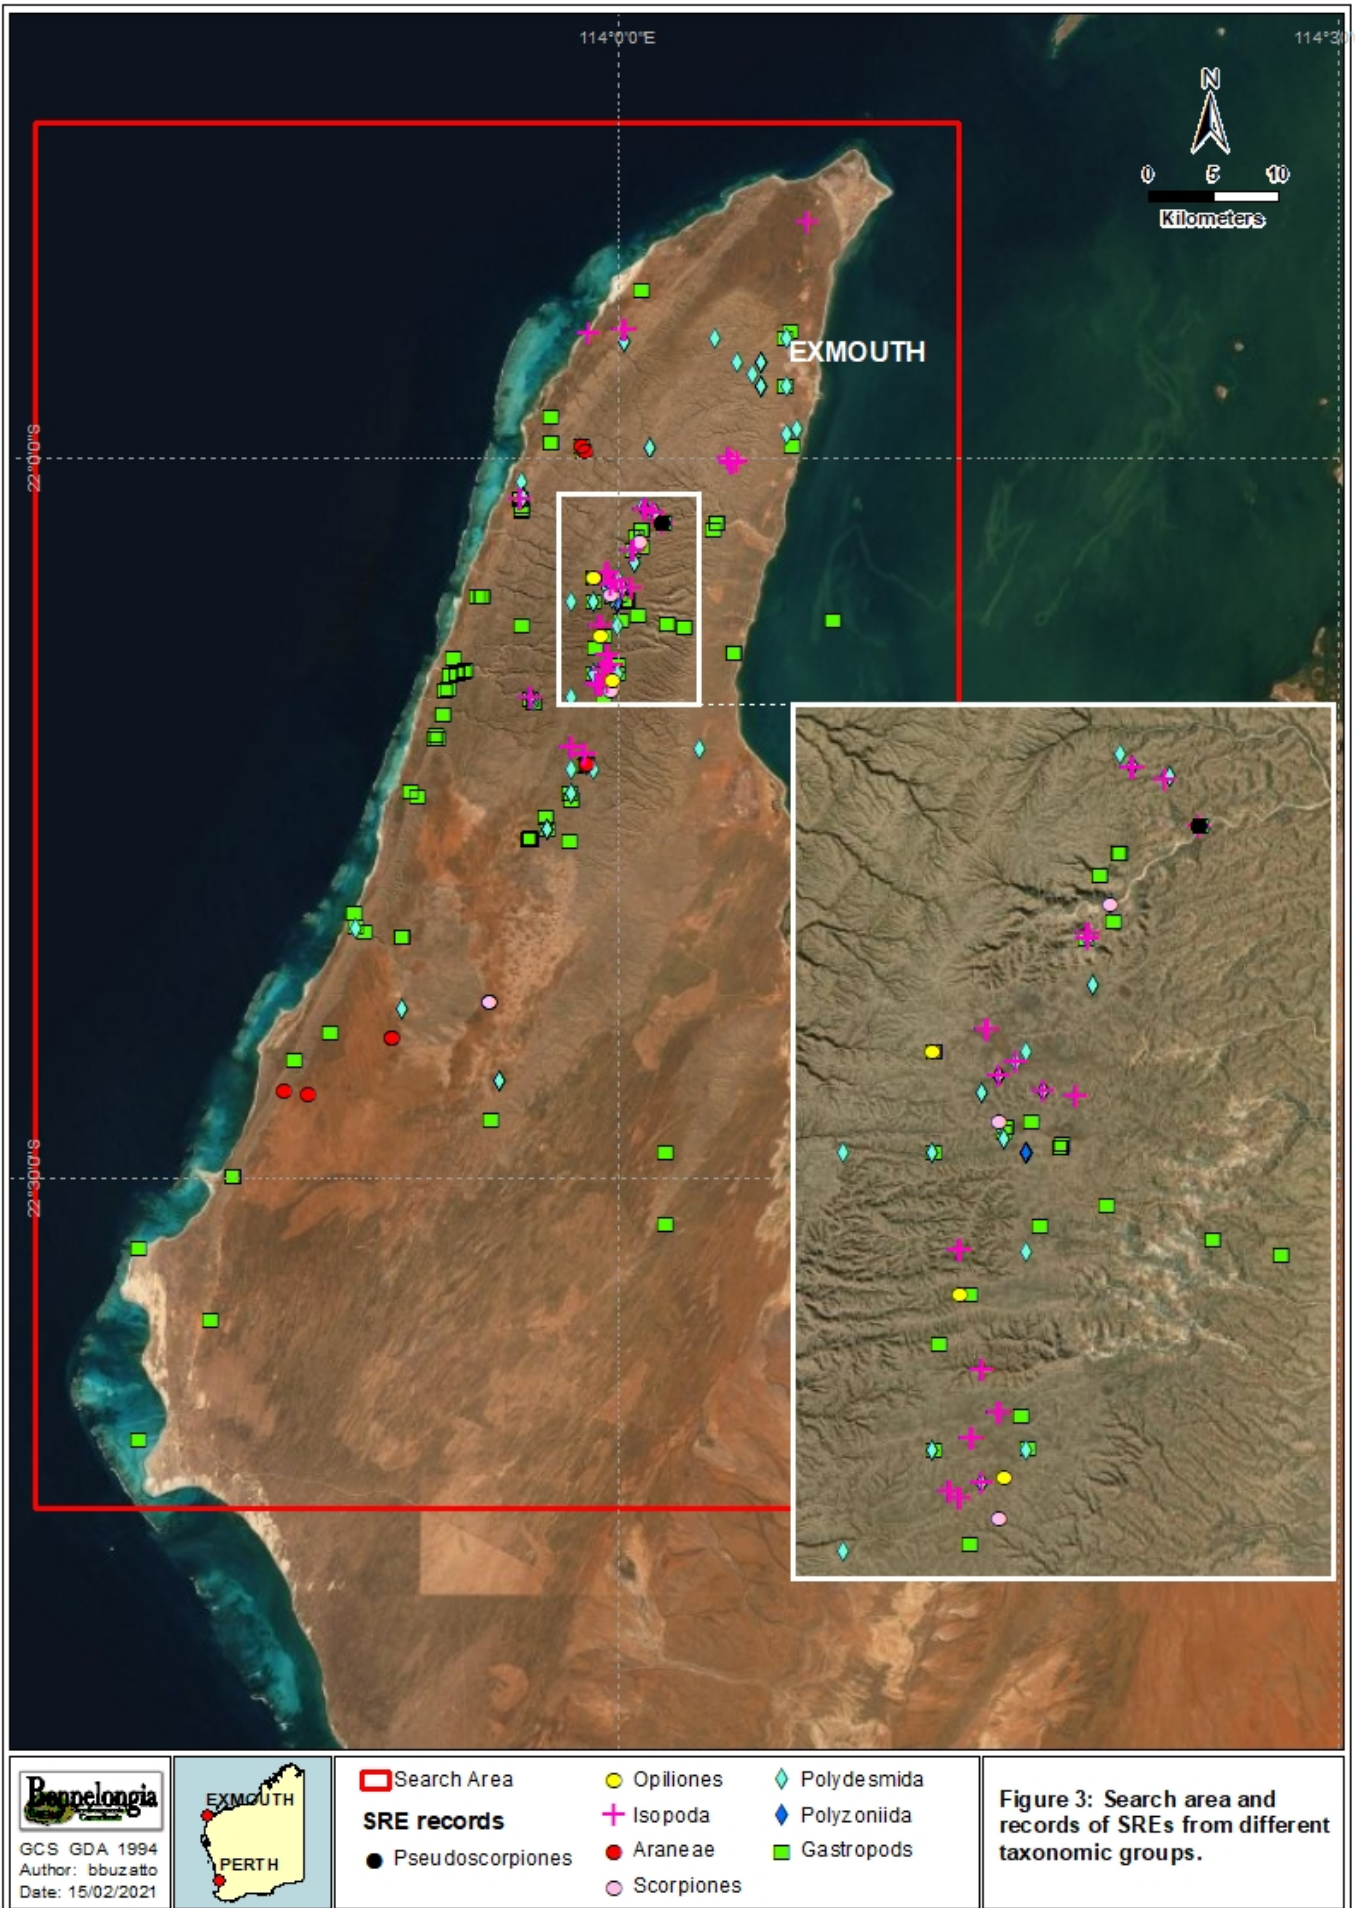 114°0'0"E
114°30'
N
0 5 10
Kilometers
EXMOUTH
22°0'0"S
22°30'0"S
Bennelongia
GCS GDA 1994
Author: bbuzatto
Date: 15/02/2021
EXMOUTH
PERTH
Search Area
SRE records
Pseudoscorpiones
Opiliones
Isopoda
Araneae
Scorpiones
Polydesmida
Polyzoniida
Gastropods
Figure 3: Search area and
records of SREs from different
taxonomic groups.